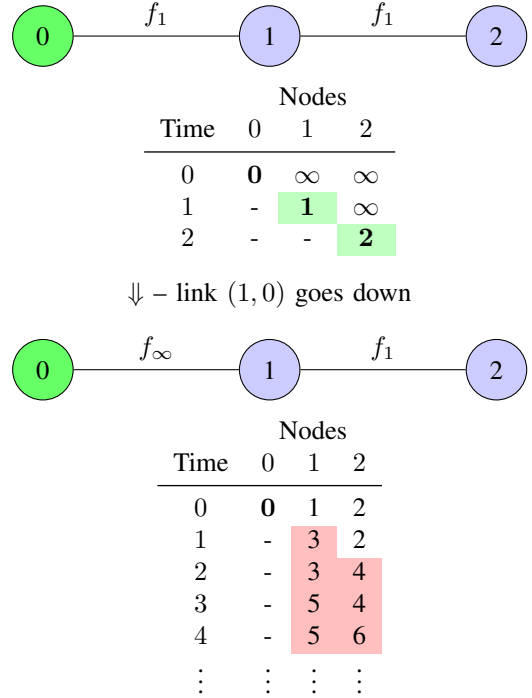 f₁ f₁
0 1 2
Nodes
Time 0 1 2
0 0 ∞ ∞
1 - 1 ∞
2 - - 2
⇓ – link (1, 0) goes down
f∞ f₁
0 1 2
Nodes
Time 0 1 2
0 0 1 2
1 - 3 2
2 - 3 4
3 - 5 4
4 - 5 6
⋮ ⋮ ⋮ ⋮